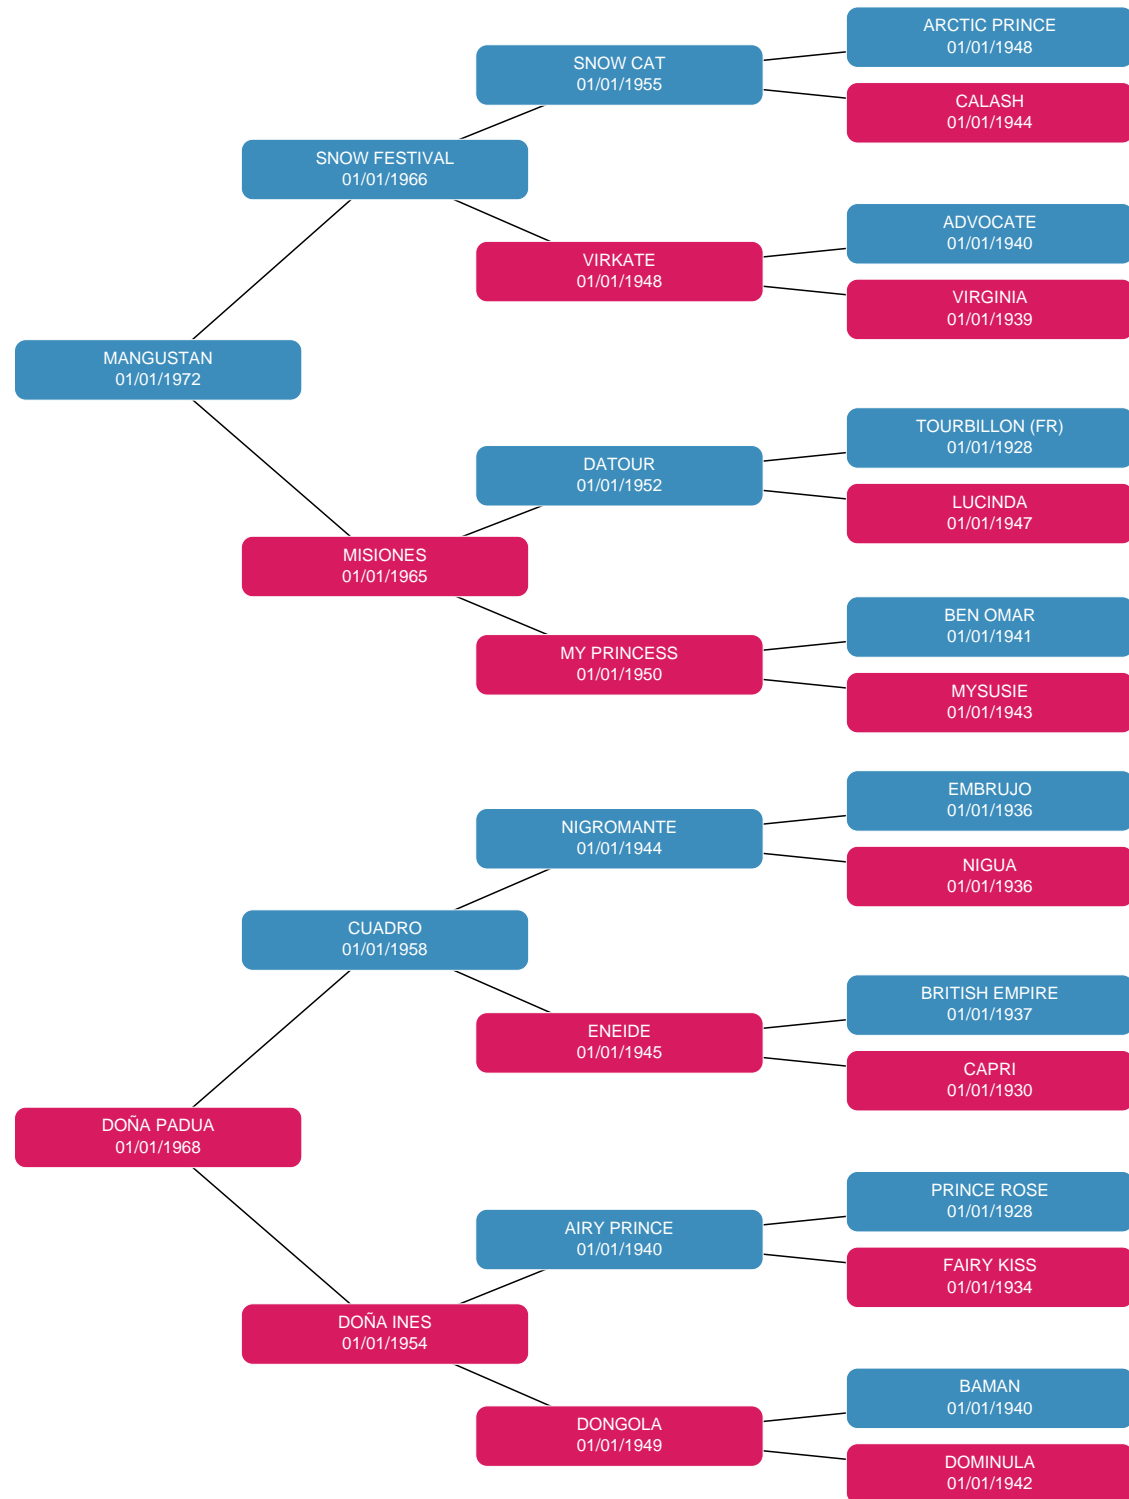 ARCTIC PRINCE
01/01/1948
SNOW CAT
01/01/1955
CALASH
01/01/1944
SNOW FESTIVAL
01/01/1966
ADVOCATE
01/01/1940
VIRKATE
01/01/1948
VIRGINIA
01/01/1939
MANGUSTAN
01/01/1972
TOURBILLON (FR)
01/01/1928
DATOUR
01/01/1952
LUCINDA
01/01/1947
MISIONES
01/01/1965
BEN OMAR
01/01/1941
MY PRINCESS
01/01/1950
MYSUSIE
01/01/1943
EMBRUJO
01/01/1936
NIGROMANTE
01/01/1944
NIGUA
01/01/1936
CUADRO
01/01/1958
BRITISH EMPIRE
01/01/1937
ENEIDE
01/01/1945
CAPRI
01/01/1930
DOÑA PADUA
01/01/1968
PRINCE ROSE
01/01/1928
AIRY PRINCE
01/01/1940
FAIRY KISS
01/01/1934
DOÑA INES
01/01/1954
BAMAN
01/01/1940
DONGOLA
01/01/1949
DOMINULA
01/01/1942